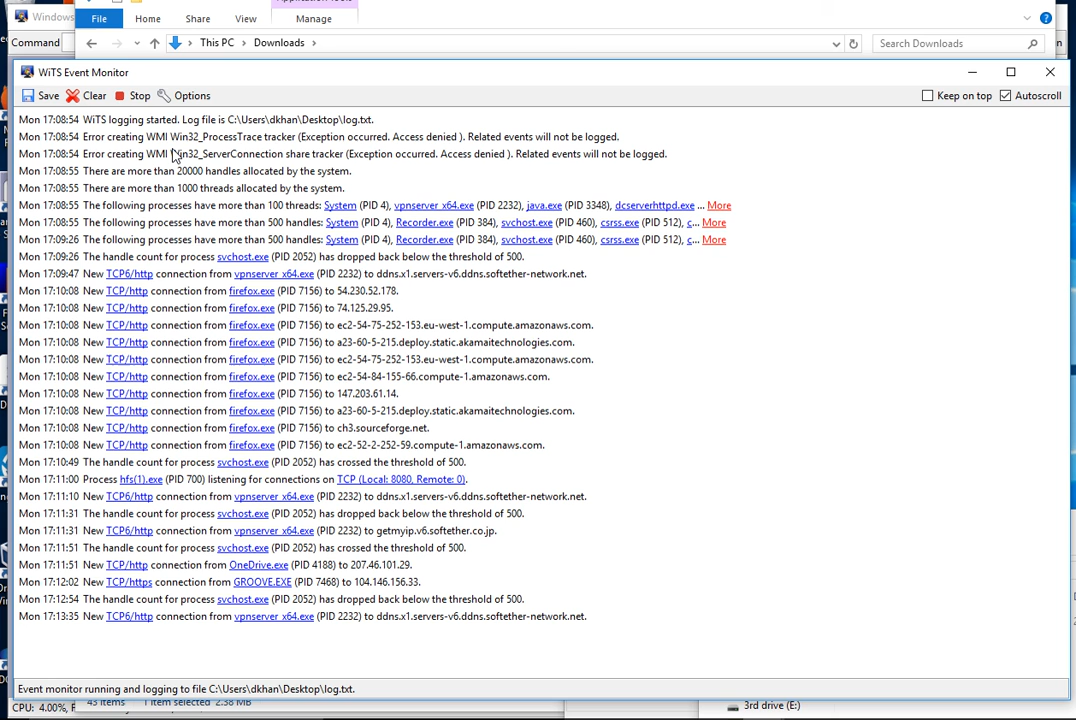 Application Tools
Windows
File Home Share View Manage
Command
This PC > Downloads >
Search Downloads
WiTS Event Monitor
Save Clear Stop Options Keep on top Autoscroll
Mon 17:08:54 WiTS logging started. Log file is C:\Users\dkhan\Desktop\log.txt.
Mon 17:08:54 Error creating WMI Win32_ProcessTrace tracker (Exception occurred. Access denied ). Related events will not be logged.
Mon 17:08:54 Error creating WMI Win32_ServerConnection share tracker (Exception occurred. Access denied ). Related events will not be logged.
Mon 17:08:55 There are more than 20000 handles allocated by the system.
Mon 17:08:55 There are more than 1000 threads allocated by the system.
Mon 17:08:55 The following processes have more than 100 threads: System (PID 4), vpnserver_x64.exe (PID 2232), java.exe (PID 3348), dcserverhttpd.exe ... More
Mon 17:08:55 The following processes have more than 500 handles: System (PID 4), Recorder.exe (PID 384), svchost.exe (PID 460), csrss.exe (PID 512), c... More
Mon 17:09:26 The following processes have more than 500 handles: System (PID 4), Recorder.exe (PID 384), svchost.exe (PID 460), csrss.exe (PID 512), c... More
Mon 17:09:26 The handle count for process svchost.exe (PID 2052) has dropped back below the threshold of 500.
Mon 17:09:47 New TCP6/http connection from vpnserver_x64.exe (PID 2232) to ddns.x1.servers-v6.ddns.softether-network.net.
Mon 17:10:08 New TCP/http connection from firefox.exe (PID 7156) to 54.230.52.178.
Mon 17:10:08 New TCP/http connection from firefox.exe (PID 7156) to 74.125.29.95.
Mon 17:10:08 New TCP/http connection from firefox.exe (PID 7156) to ec2-54-75-252-153.eu-west-1.compute.amazonaws.com.
Mon 17:10:08 New TCP/http connection from firefox.exe (PID 7156) to a23-60-5-215.deploy.static.akamaitechnologies.com.
Mon 17:10:08 New TCP/http connection from firefox.exe (PID 7156) to ec2-54-75-252-153.eu-west-1.compute.amazonaws.com.
Mon 17:10:08 New TCP/http connection from firefox.exe (PID 7156) to ec2-54-84-155-66.compute-1.amazonaws.com.
Mon 17:10:08 New TCP/http connection from firefox.exe (PID 7156) to 147.203.61.14.
Mon 17:10:08 New TCP/http connection from firefox.exe (PID 7156) to a23-60-5-215.deploy.static.akamaitechnologies.com.
Mon 17:10:08 New TCP/http connection from firefox.exe (PID 7156) to ch3.sourceforge.net.
Mon 17:10:08 New TCP/http connection from firefox.exe (PID 7156) to ec2-52-2-252-59.compute-1.amazonaws.com.
Mon 17:10:49 The handle count for process svchost.exe (PID 2052) has crossed the threshold of 500.
Mon 17:11:00 Process hfs(1).exe (PID 700) listening for connections on TCP (Local: 8080, Remote: 0).
Mon 17:11:10 New TCP6/http connection from vpnserver_x64.exe (PID 2232) to ddns.x1.servers-v6.ddns.softether-network.net.
Mon 17:11:31 The handle count for process svchost.exe (PID 2052) has dropped back below the threshold of 500.
Mon 17:11:31 New TCP6/http connection from vpnserver_x64.exe (PID 2232) to getmyip.v6.softether.co.jp.
Mon 17:11:51 The handle count for process svchost.exe (PID 2052) has crossed the threshold of 500.
Mon 17:11:51 New TCP/http connection from OneDrive.exe (PID 4188) to 207.46.101.29.
Mon 17:12:02 New TCP/https connection from GROOVE.EXE (PID 7468) to 104.146.156.33.
Mon 17:12:54 The handle count for process svchost.exe (PID 2052) has dropped back below the threshold of 500.
Mon 17:13:35 New TCP6/http connection from vpnserver_x64.exe (PID 2232) to ddns.x1.servers-v6.ddns.softether-network.net.
Event monitor running and logging to file C:\Users\dkhan\Desktop\log.txt.
CPU: 4.00%, 43 items 1 item selected 2.38 MB 3rd drive (E:)